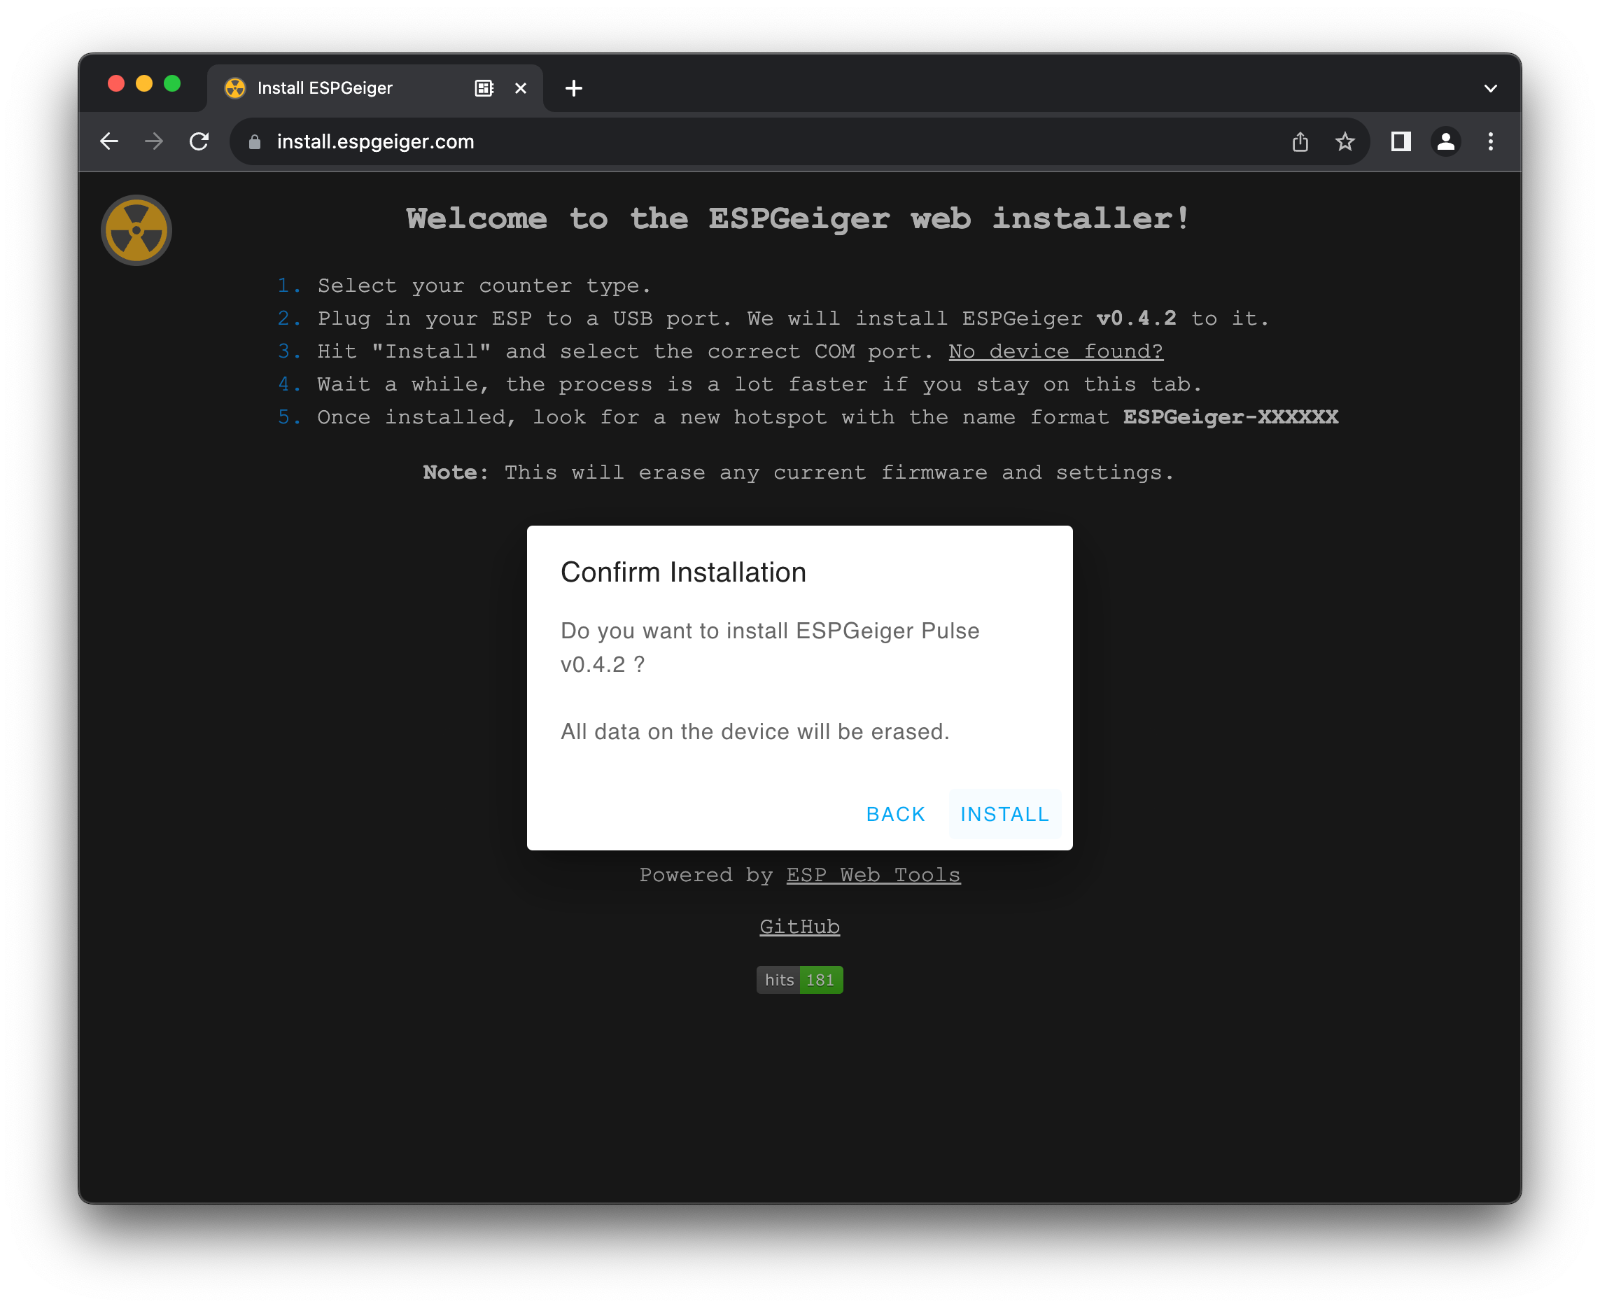 Install ESPGeiger
install.espgeiger.com
Welcome to the ESPGeiger web installer!
1. Select your counter type.
2. Plug in your ESP to a USB port. We will install ESPGeiger v0.4.2 to it.
3. Hit "Install" and select the correct COM port. No device found?
4. Wait a while, the process is a lot faster if you stay on this tab.
5. Once installed, look for a new hotspot with the name format ESPGeiger-XXXXXX
Note: This will erase any current firmware and settings.
Confirm Installation
Do you want to install ESPGeiger Pulse
v0.4.2 ?
All data on the device will be erased.
BACK INSTALL
Powered by ESP Web Tools
GitHub
hits 181